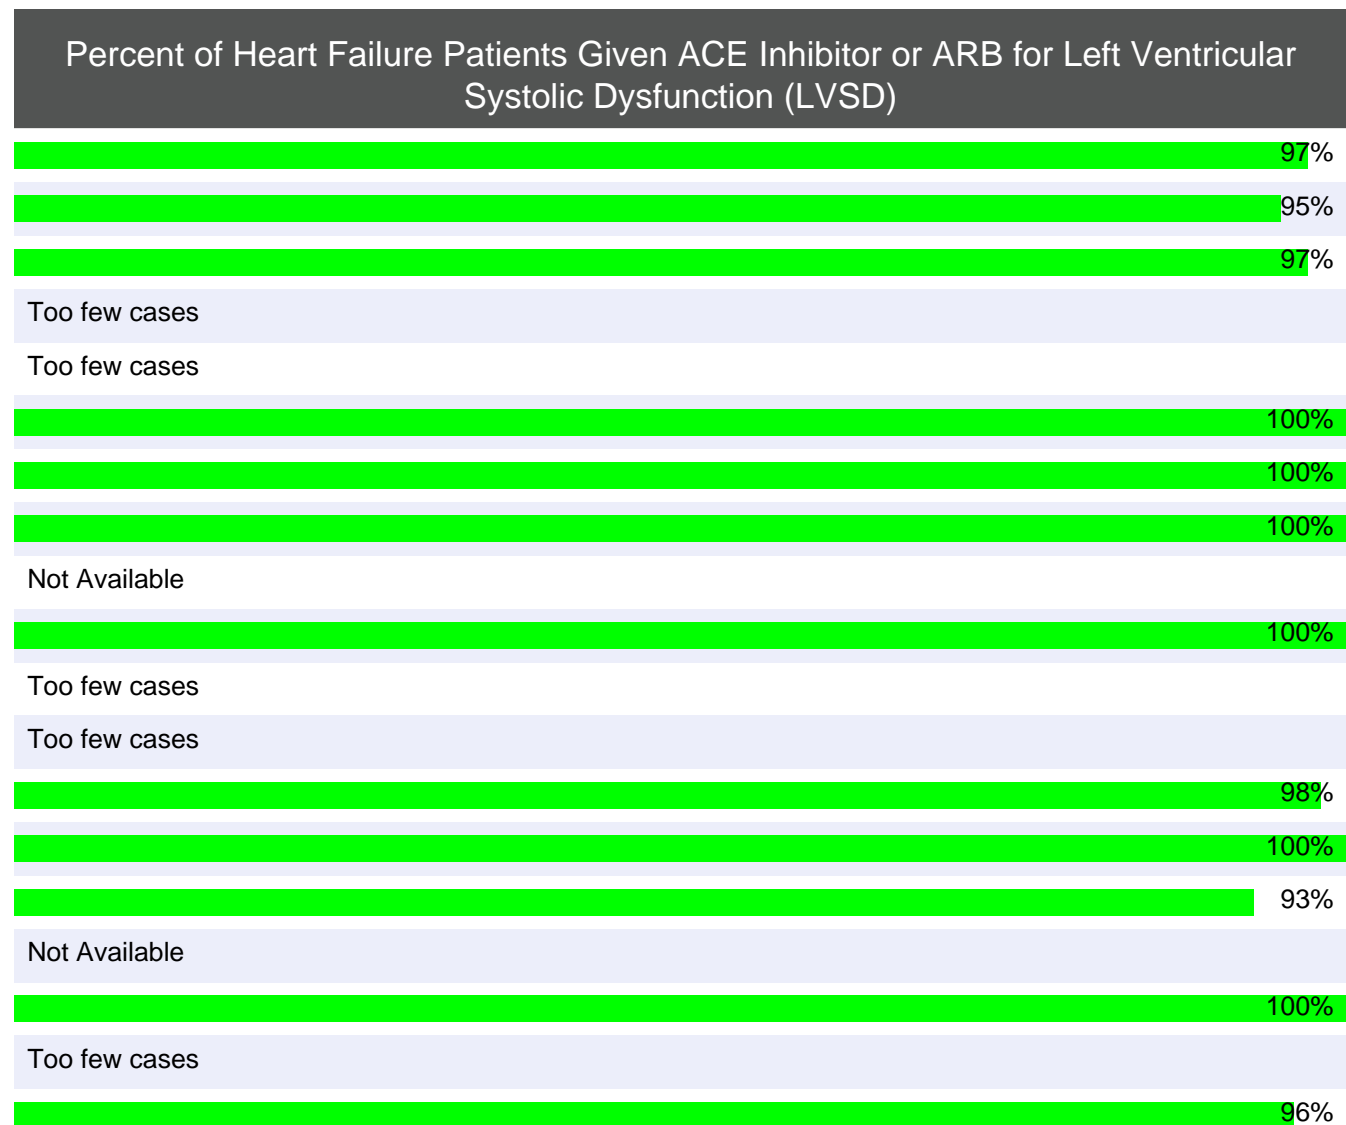 Percent of Heart Failure Patients Given ACE Inhibitor or ARB for Left Ventricular
Systolic Dysfunction (LVSD)
97%
95%
97%
Too few cases
Too few cases
100%
100%
100%
Not Available
100%
Too few cases
Too few cases
98%
100%
93%
Not Available
100%
Too few cases
96%